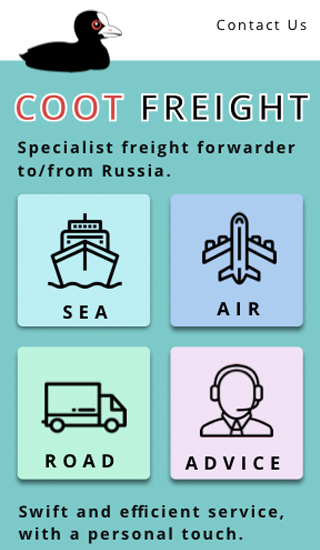 Contact Us
COOT FREIGHT
Specialist freight forwarder
to/from Russia.
SEA
AIR
ROAD
ADVICE
Swift and efficient service,
with a personal touch.